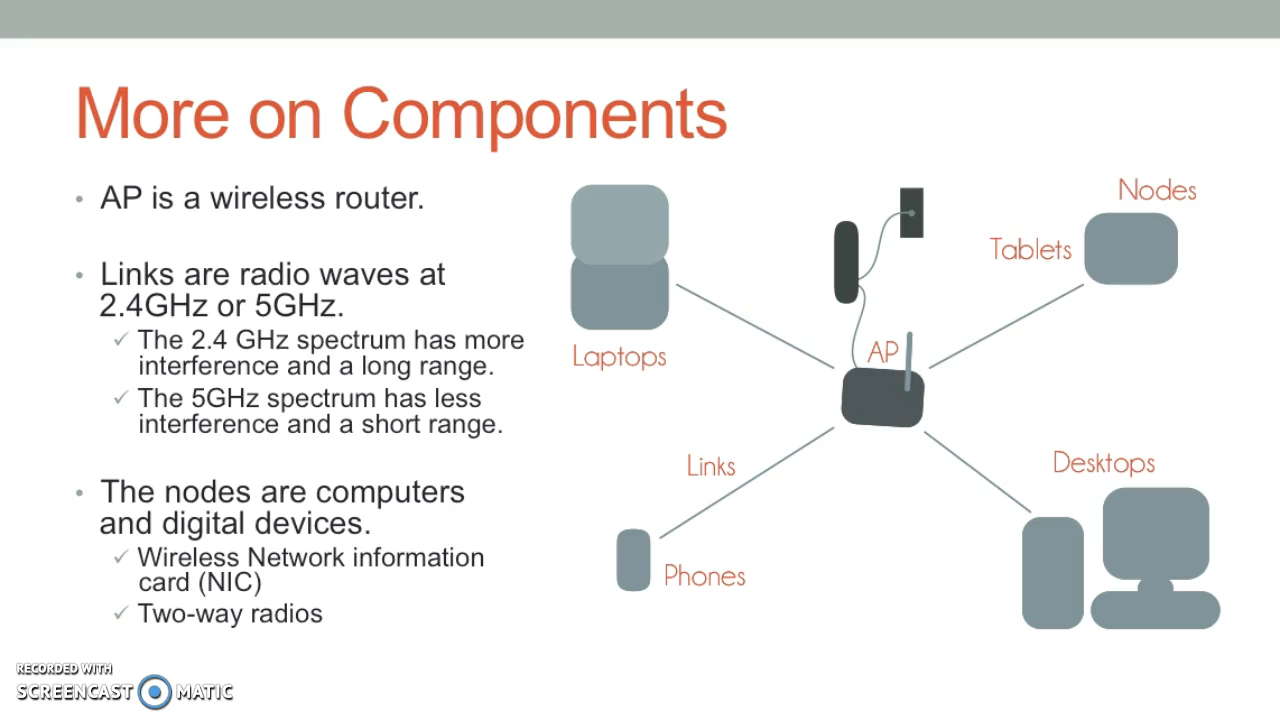 More on Components
• AP is a wireless router.
• Links are radio waves at
2.4GHz or 5GHz.
✓ The 2.4 GHz spectrum has more
interference and a long range.
✓ The 5GHz spectrum has less
interference and a short range.
• The nodes are computers
and digital devices.
✓ Wireless Network information
card (NIC)
✓ Two-way radios
Nodes
Tablets
Laptops
AP
Links
Desktops
Phones
RECORDED WITH
SCREENCAST MATIC